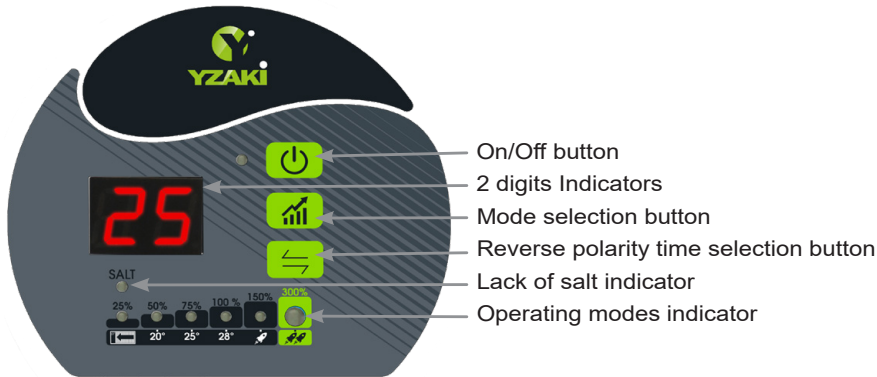 YZAKI
On/Off button
2 digits Indicators
25
Mode selection button
Reverse polarity time selection button
SALT
Lack of salt indicator
25% 50% 75% 100 % 150% 300%
Operating modes indicator
20° 25° 28°